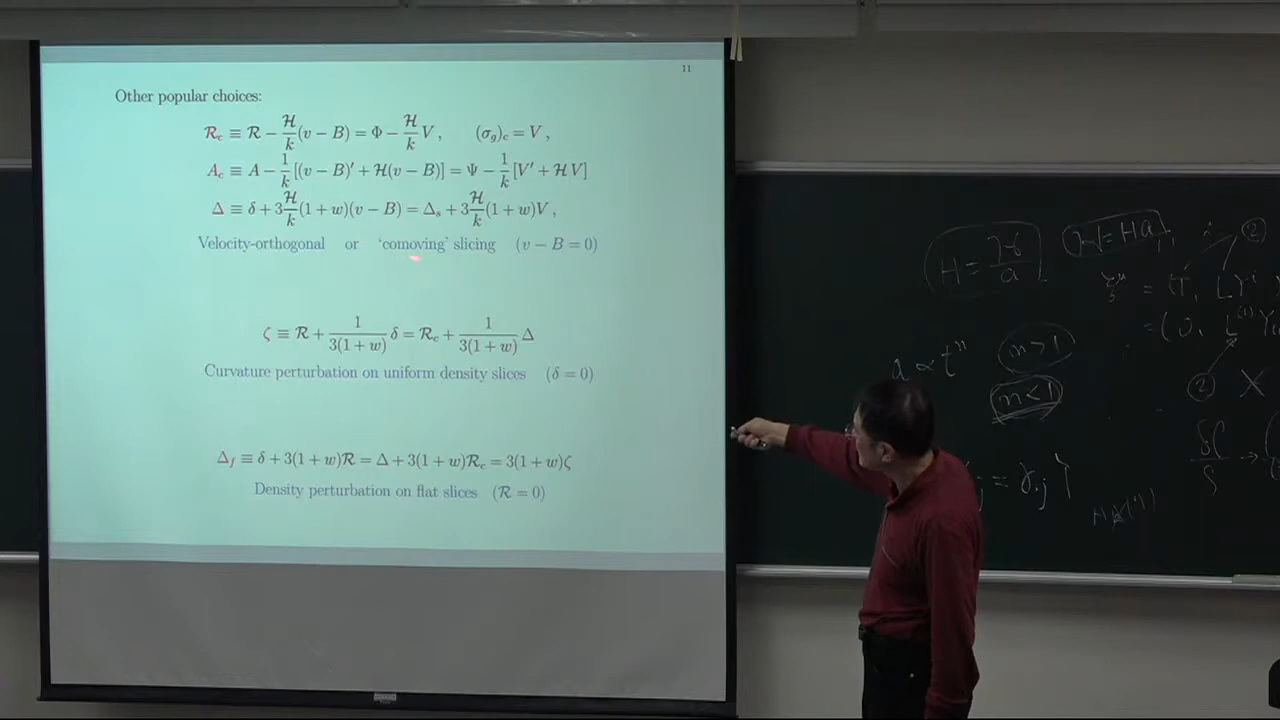 11
Other popular choices:
ℛ_c ≡ ℛ − ℋ/k (v − B) = Φ − ℋ/k V , (σ_g)_c = V ,
A_c ≡ A − 1/k [(v − B)′ + ℋ(v − B)] = Ψ − 1/k [V′ + ℋV]
Δ ≡ δ + 3 ℋ/k (1 + w)(v − B) = Δ_s + 3 ℋ/k (1 + w)V ,
Velocity-orthogonal or 'comoving' slicing (v − B = 0)
ζ ≡ ℛ + 1/3(1 + w) δ = ℛ_c + 1/3(1 + w) Δ
Curvature perturbation on uniform density slices (δ = 0)
Δ_f ≡ δ + 3(1 + w)ℛ = Δ + 3(1 + w)ℛ_c = 3(1 + w)ζ
Density perturbation on flat slices (ℛ = 0)
a ∝ tⁿ
n > 1
n < 1